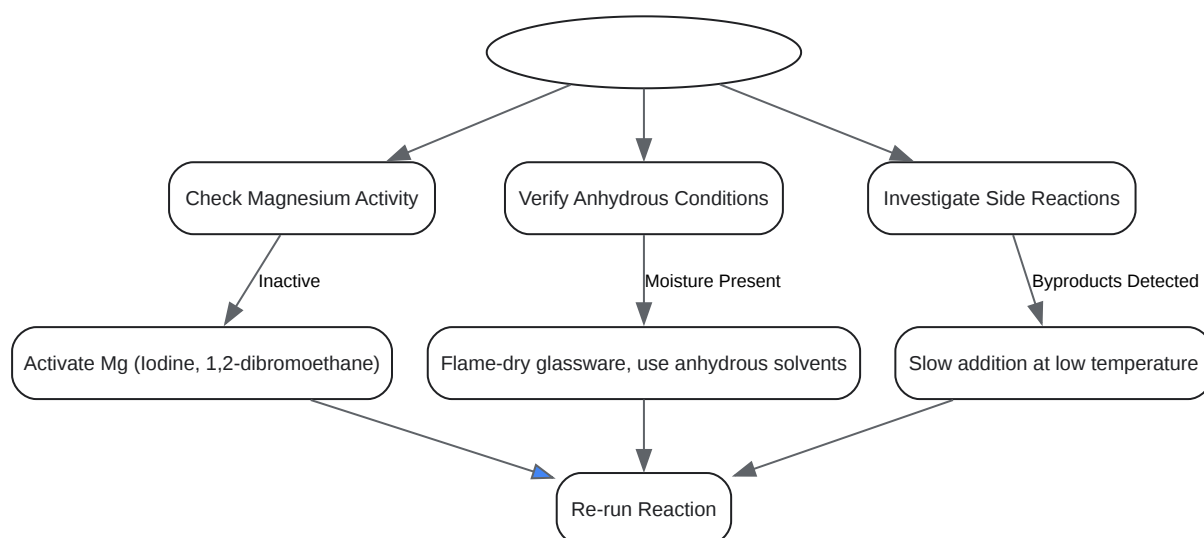 Check Magnesium Activity
Verify Anhydrous Conditions
Investigate Side Reactions
Inactive
Moisture Present
Byproducts Detected
Activate Mg (Iodine, 1,2-dibromoethane)
Flame-dry glassware, use anhydrous solvents
Slow addition at low temperature
Re-run Reaction